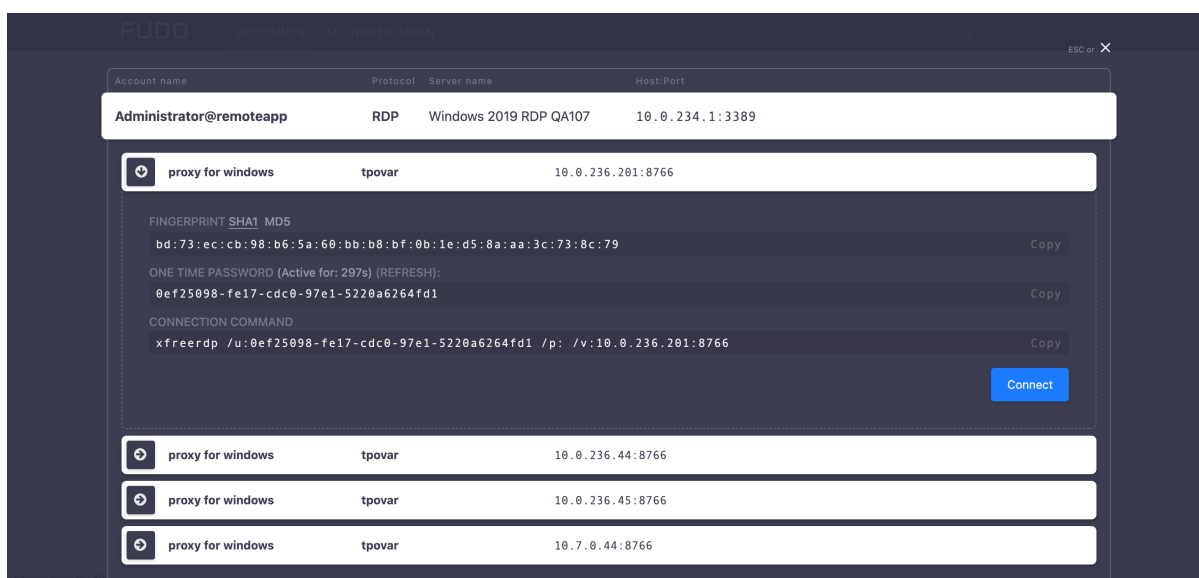 FUDO ACCOUNTS AUTHENTICATION
ESC or ✕
Account name Protocol Server name Host:Port
Administrator@remoteapp RDP Windows 2019 RDP QA107 10.0.234.1:3389
proxy for windows tpovar 10.0.236.201:8766
FINGERPRINT SHA1 MD5
bd:73:ec:cb:98:b6:5a:60:bb:b8:bf:0b:1e:d5:8a:aa:3c:73:8c:79 Copy
ONE TIME PASSWORD (Active for: 297s) (REFRESH):
0ef25098-fe17-cdc0-97e1-5220a6264fd1 Copy
CONNECTION COMMAND
xfreerdp /u:0ef25098-fe17-cdc0-97e1-5220a6264fd1 /p: /v:10.0.236.201:8766 Copy
Connect
proxy for windows tpovar 10.0.236.44:8766
proxy for windows tpovar 10.0.236.45:8766
proxy for windows tpovar 10.7.0.44:8766